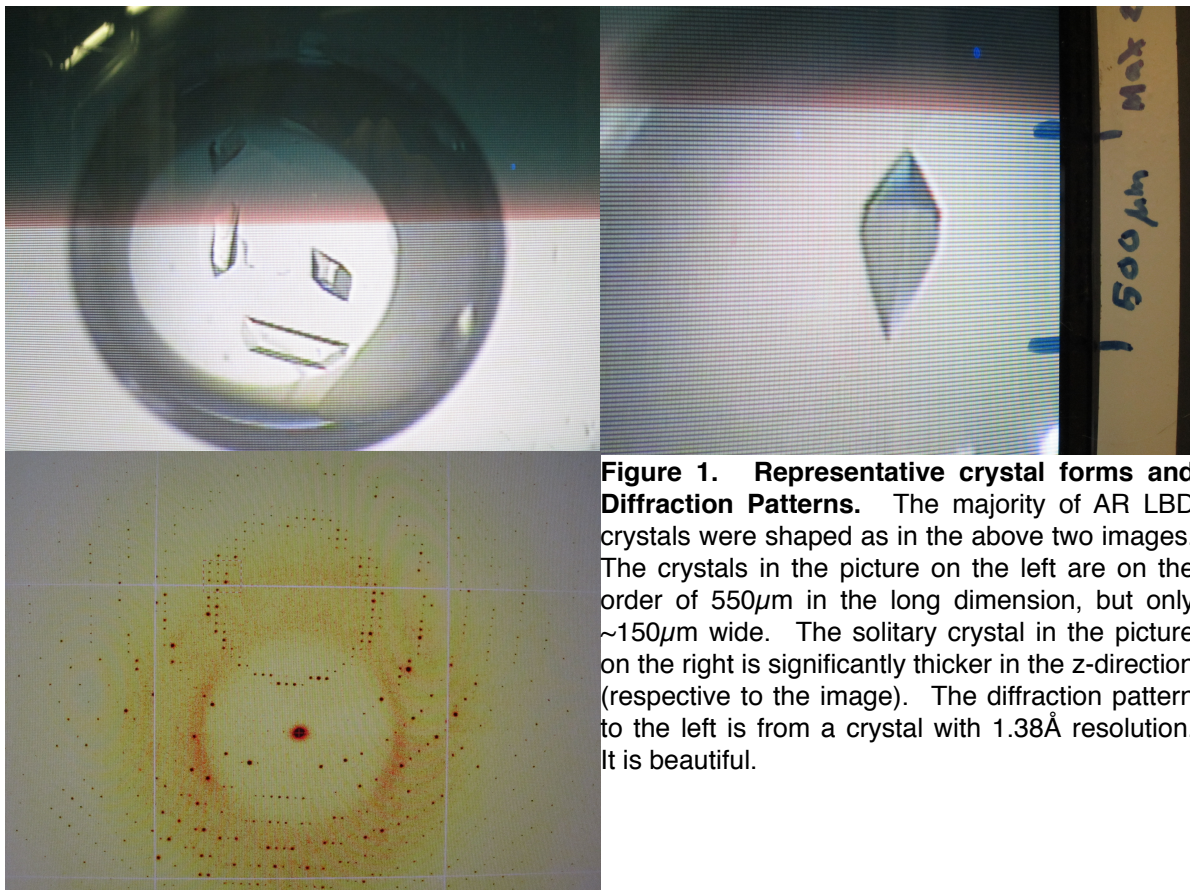 Max
500µm
Figure 1. Representative crystal forms and
Diffraction Patterns. The majority of AR LBD
crystals were shaped as in the above two images.
The crystals in the picture on the left are on the
order of 550µm in the long dimension, but only
~150µm wide. The solitary crystal in the picture
on the right is significantly thicker in the z-direction
(respective to the image). The diffraction pattern
to the left is from a crystal with 1.38Å resolution.
It is beautiful.